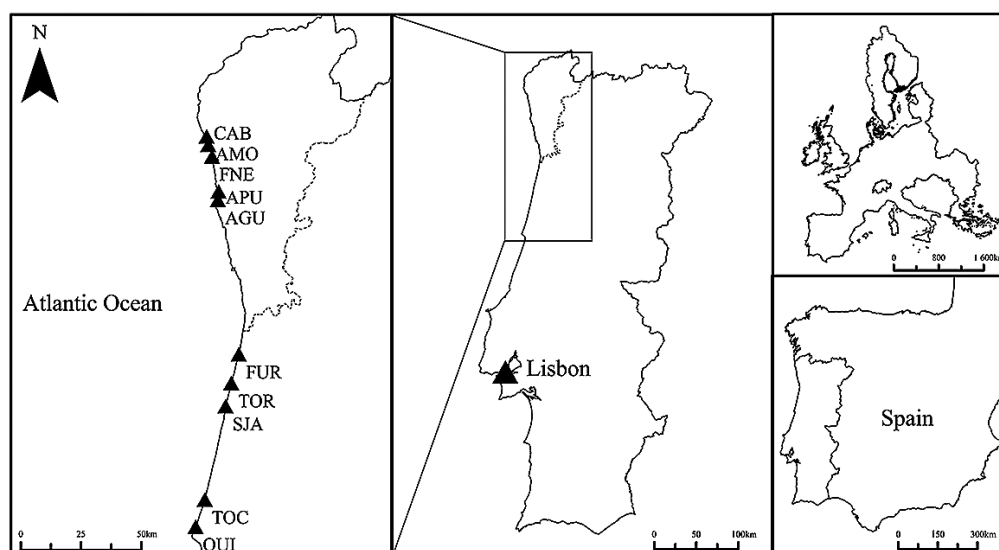 N
CAB
AMO
FNE
APU
AGU
Atlantic Ocean
FUR
TOR
SJA
TOC
QUI
0 25 50km
Lisbon
0 50 100km
0 800 1 600km
Spain
0 150 300km